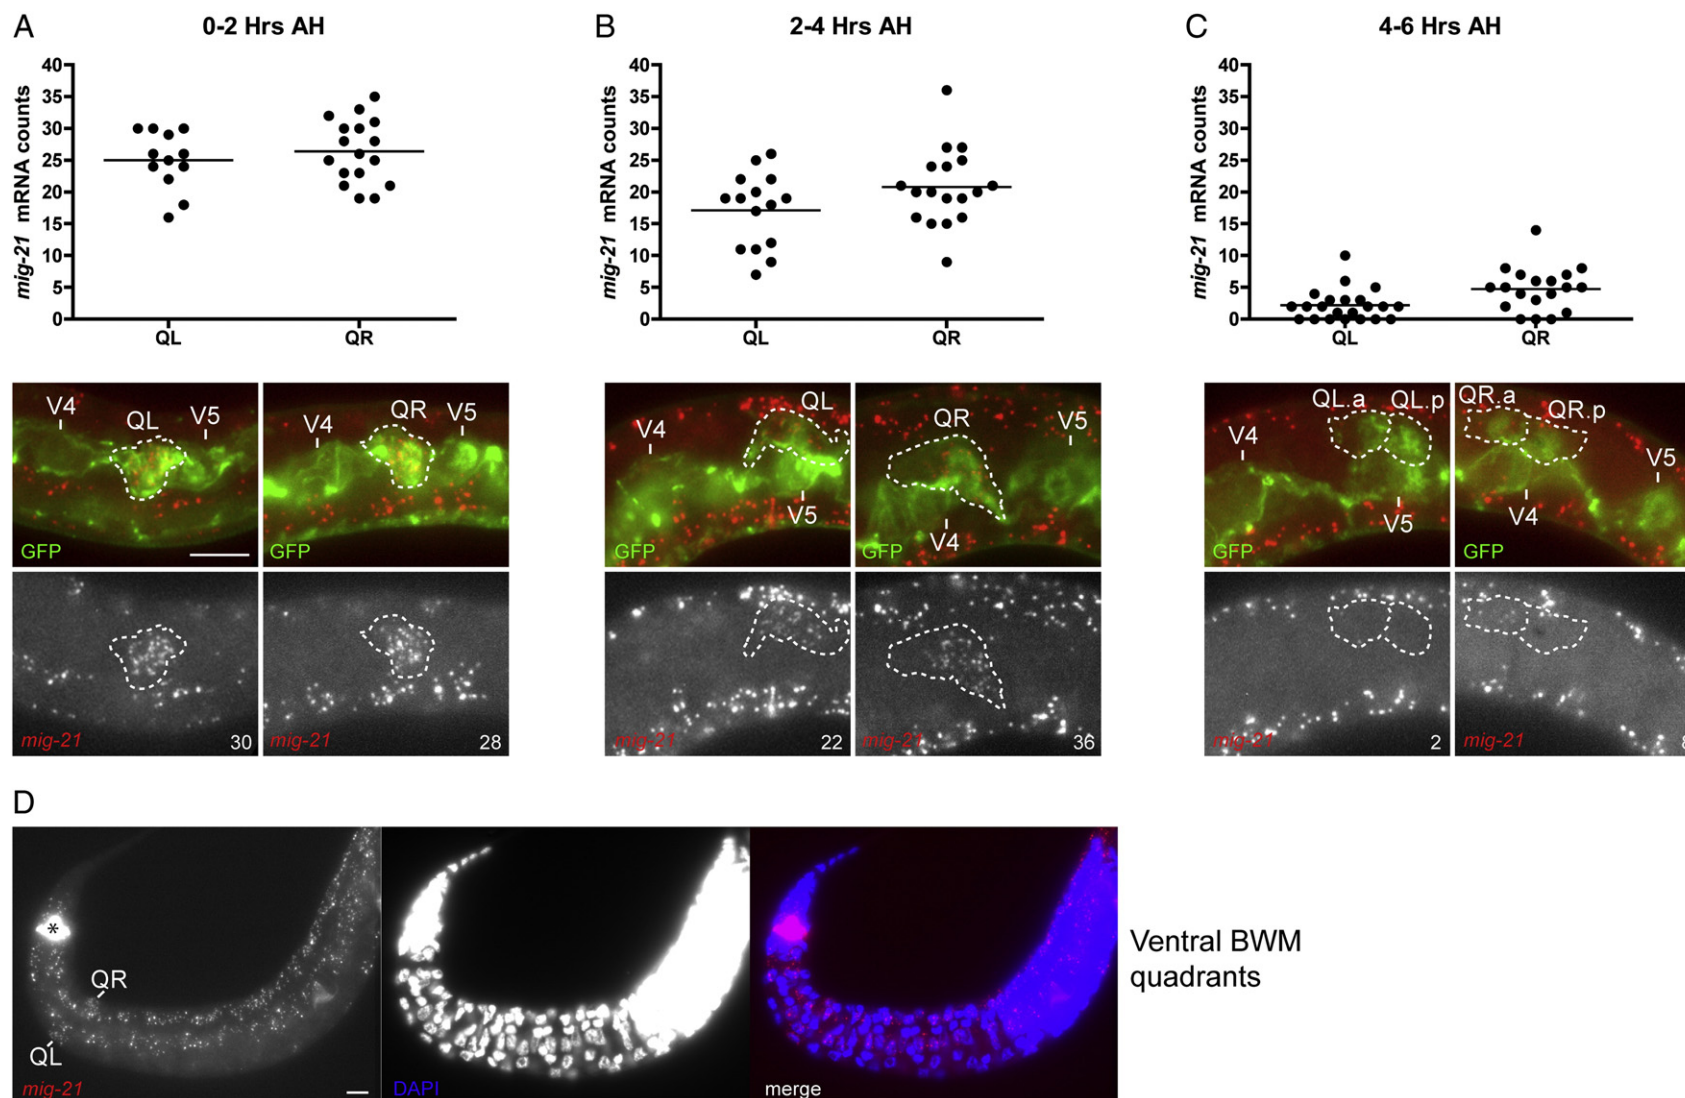 A 0-2 Hrs AH
B 2-4 Hrs AH
C 4-6 Hrs AH
mig-21 mRNA counts
40
35
30
25
20
15
10
5
0
QL QR
mig-21 mRNA counts
40
35
30
25
20
15
10
5
0
QL QR
mig-21 mRNA counts
40
35
30
25
20
15
10
5
0
QL QR
V4 QL V5
GFP
V4 QR V5
GFP
V4 QL V5
GFP
QR V5 V4
GFP
V4 QL.a QL.p V5
GFP
QR.a QR.p V4 V5
GFP
mig-21 30
mig-21 28
mig-21 22
mig-21 36
mig-21 2
mig-21 8
D
*
QR
QL
mig-21
DAPI
merge
Ventral BWM
quadrants